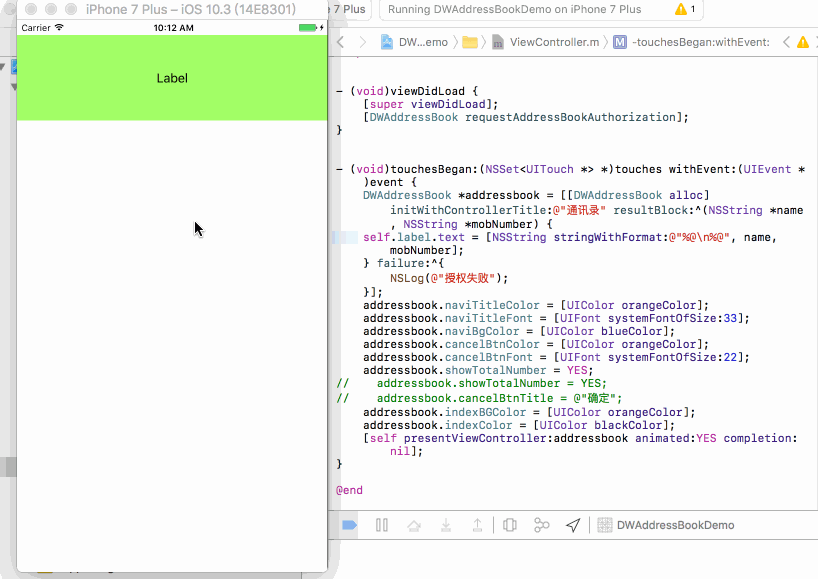 iPhone 7 Plus – iOS 10.3 (14E8301)
7 Plus
Running DWAddressBookDemo on iPhone 7 Plus
1
Carrier
10:12 AM
DW...emo
ViewController.m
M
-touchesBegan:withEvent:
Label
- (void)viewDidLoad {
[super viewDidLoad];
[DWAddressBook requestAddressBookAuthorization];
}
- (void)touchesBegan:(NSSet<UITouch *> *)touches withEvent:(UIEvent *
)event {
DWAddressBook *addressbook = [[DWAddressBook alloc]
initWithControllerTitle:@"通讯录" resultBlock:^(NSString *name
, NSString *mobNumber) {
self.label.text = [NSString stringWithFormat:@"%@\n%@", name,
mobNumber];
} failure:^{
NSLog(@"授权失败");
}];
addressbook.naviTitleColor = [UIColor orangeColor];
addressbook.naviTitleFont = [UIFont systemFontOfSize:33];
addressbook.naviBgColor = [UIColor blueColor];
addressbook.cancelBtnColor = [UIColor orangeColor];
addressbook.cancelBtnFont = [UIFont systemFontOfSize:22];
addressbook.showTotalNumber = YES;
// addressbook.showTotalNumber = YES;
// addressbook.cancelBtnTitle = @"确定";
addressbook.indexBGColor = [UIColor orangeColor];
addressbook.indexColor = [UIColor blackColor];
[self presentViewController:addressbook animated:YES completion:
nil];
}
@end
DWAddressBookDemo